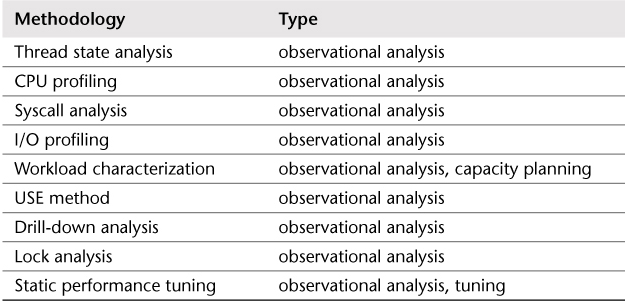 Methodology Type
Thread state analysis observational analysis
CPU profiling observational analysis
Syscall analysis observational analysis
I/O profiling observational analysis
Workload characterization observational analysis, capacity planning
USE method observational analysis
Drill-down analysis observational analysis
Lock analysis observational analysis
Static performance tuning observational analysis, tuning